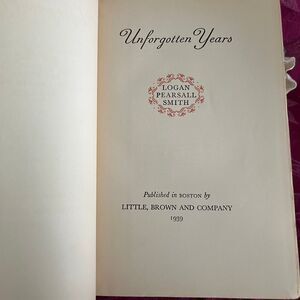 Unforgotten Years
LOGAN
PEARSALL
SMITH
Published in BOSTON by
LITTLE, BROWN AND COMPANY
1939